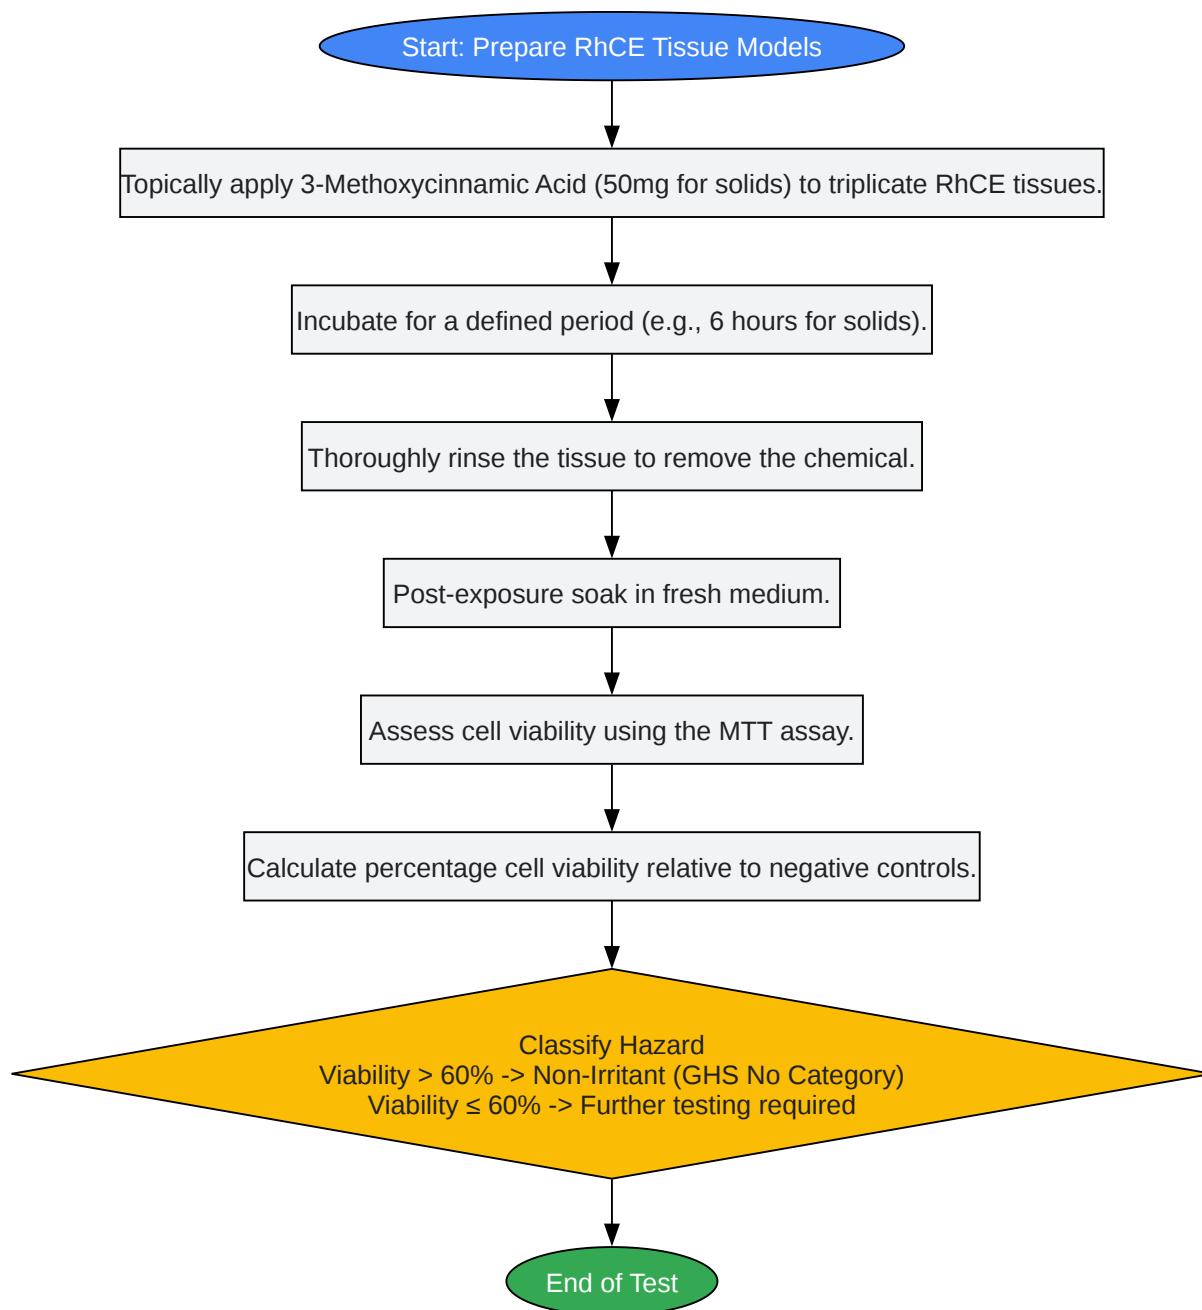 Start: Prepare RhCE Tissue Models
Topically apply 3-Methoxycinnamic Acid (50mg for solids) to triplicate RhCE tissues.
Incubate for a defined period (e.g., 6 hours for solids).
Thoroughly rinse the tissue to remove the chemical.
Post-exposure soak in fresh medium.
Assess cell viability using the MTT assay.
Calculate percentage cell viability relative to negative controls.
Classify Hazard
Viability > 60% -> Non-Irritant (GHS No Category)
Viability ≤ 60% -> Further testing required
End of Test